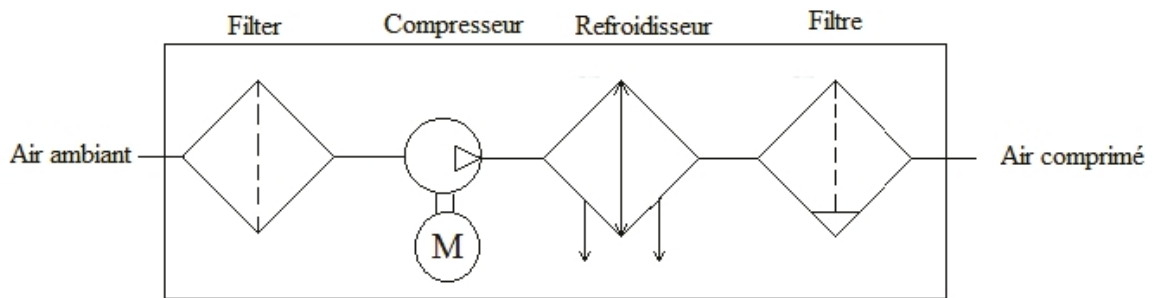 Filter
Compresseur
Refroidisseur
Filtre
Air ambiant
Air comprimé
M